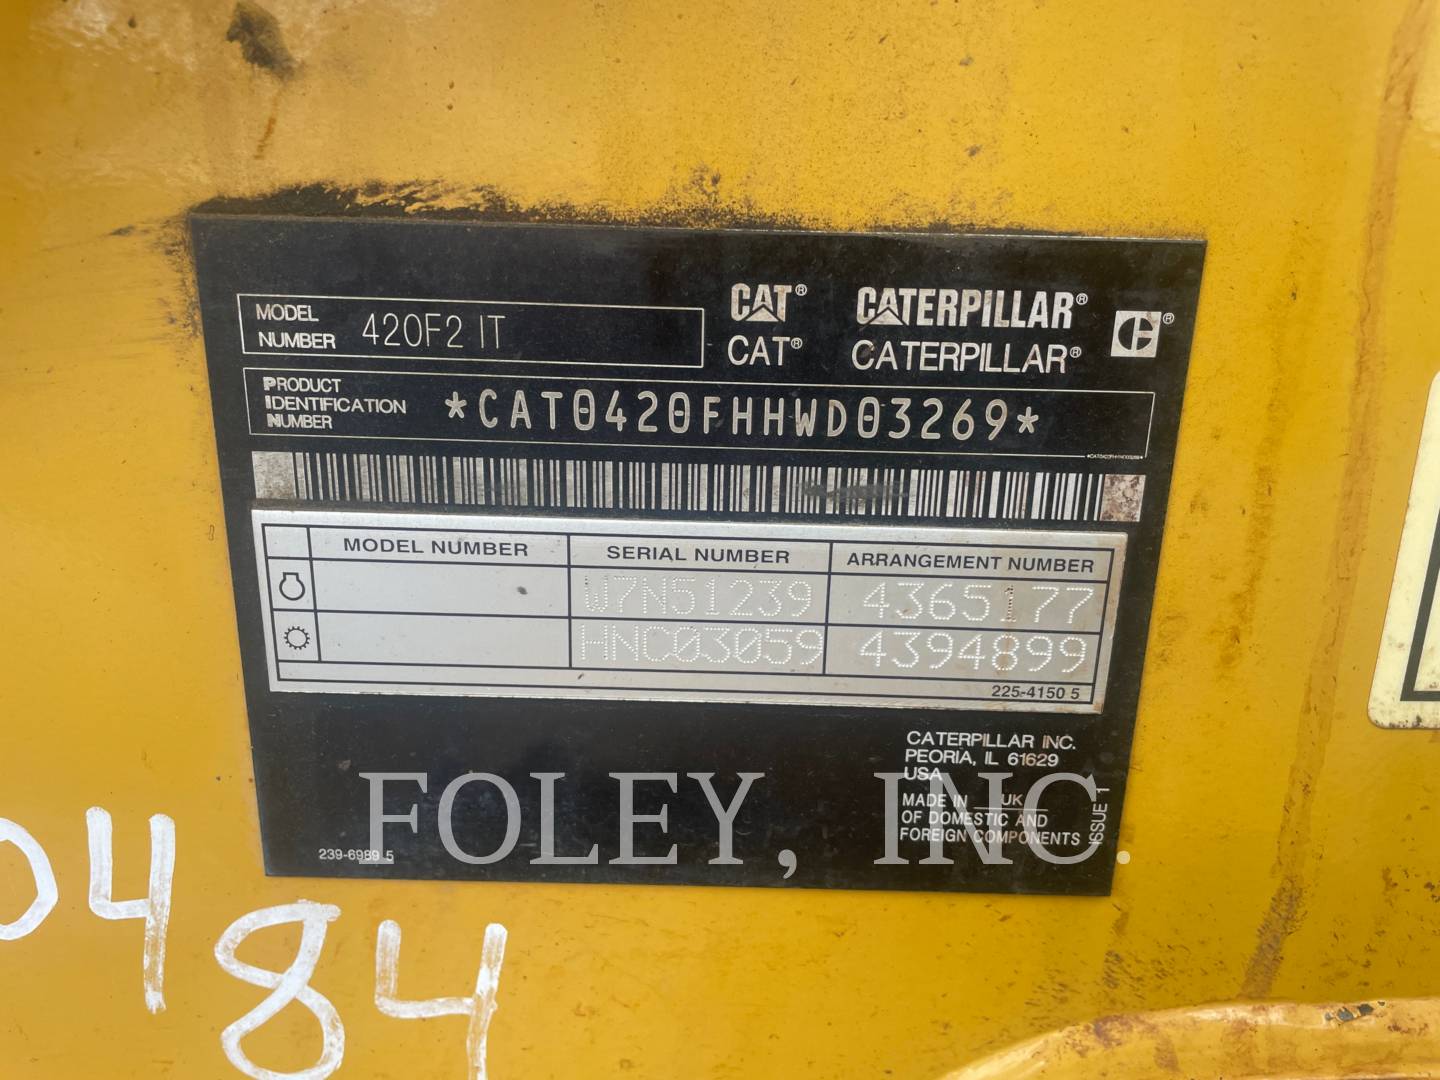 CAT® CATERPILLAR®
MODEL NUMBER 420F2 IT
CAT® CATERPILLAR®
PRODUCT IDENTIFICATION NUMBER *CAT0420FHHWD03269*
MODEL NUMBER SERIAL NUMBER ARRANGEMENT NUMBER
W7N51239 4365177
HNC03059 4394899
225-4150 5
CATERPILLAR INC.
PEORIA, IL 61629
USA
MADE IN UK
OF DOMESTIC AND
FOREIGN COMPONENTS
ISSUE 1
239-6989 5
FOLEY, INC.
04
84